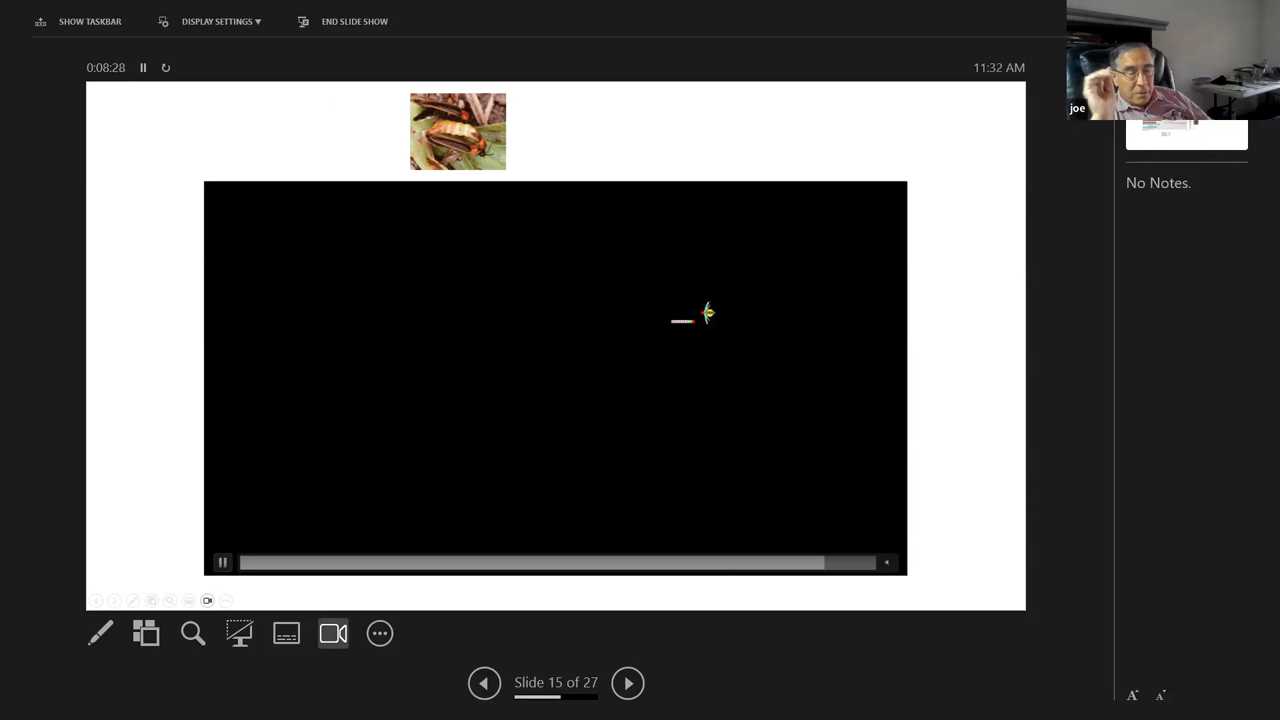 SHOW TASKBAR
DISPLAY SETTINGS ▼
END SLIDE SHOW
0:08:28
11:32 AM
joe
No Notes.
Slide 15 of 27
A
A